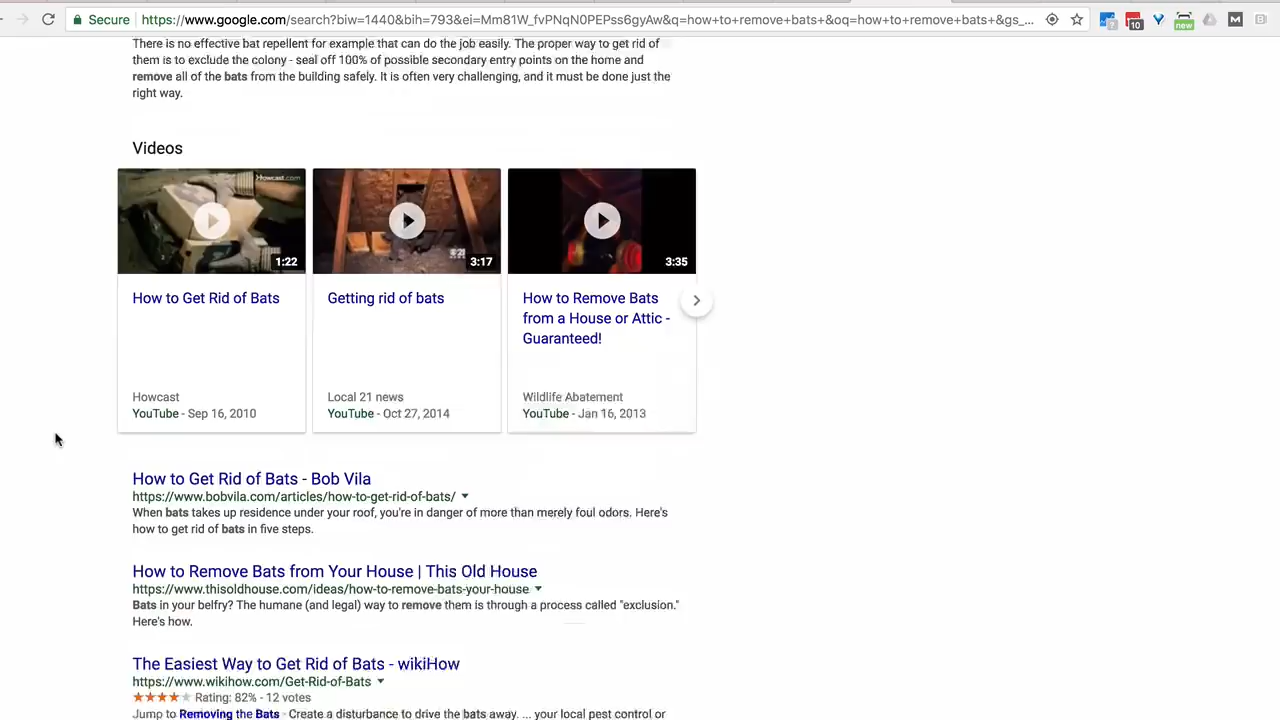 Secure
https://www.google.com/search?biw=1440&bih=793&ei=Mm81W_fvPNqN0PEPss6gyAw&q=how+to+remove+bats+&oq=how+to+remove+bats+&gs_...
10
new
M
There is no effective bat repellent for example that can do the job easily. The proper way to get rid of
them is to exclude the colony - seal off 100% of possible secondary entry points on the home and
remove all of the bats from the building safely. It is often very challenging, and it must be done just the
right way.
Videos
Howcast.com
1:22
3:17
3:35
How to Get Rid of Bats
Getting rid of bats
How to Remove Bats
from a House or Attic -
Guaranteed!
Howcast
YouTube - Sep 16, 2010
Local 21 news
YouTube - Oct 27, 2014
Wildlife Abatement
YouTube - Jan 16, 2013
How to Get Rid of Bats - Bob Vila
https://www.bobvila.com/articles/how-to-get-rid-of-bats/
When bats takes up residence under your roof, you're in danger of more than merely foul odors. Here's
how to get rid of bats in five steps.
How to Remove Bats from Your House | This Old House
https://www.thisoldhouse.com/ideas/how-to-remove-bats-your-house
Bats in your belfry? The humane (and legal) way to remove them is through a process called "exclusion."
Here's how.
The Easiest Way to Get Rid of Bats - wikiHow
https://www.wikihow.com/Get-Rid-of-Bats
Rating: 82% - 12 votes
Jump to Removing the Bats - Create a disturbance to drive the bats away. ... your local pest control or